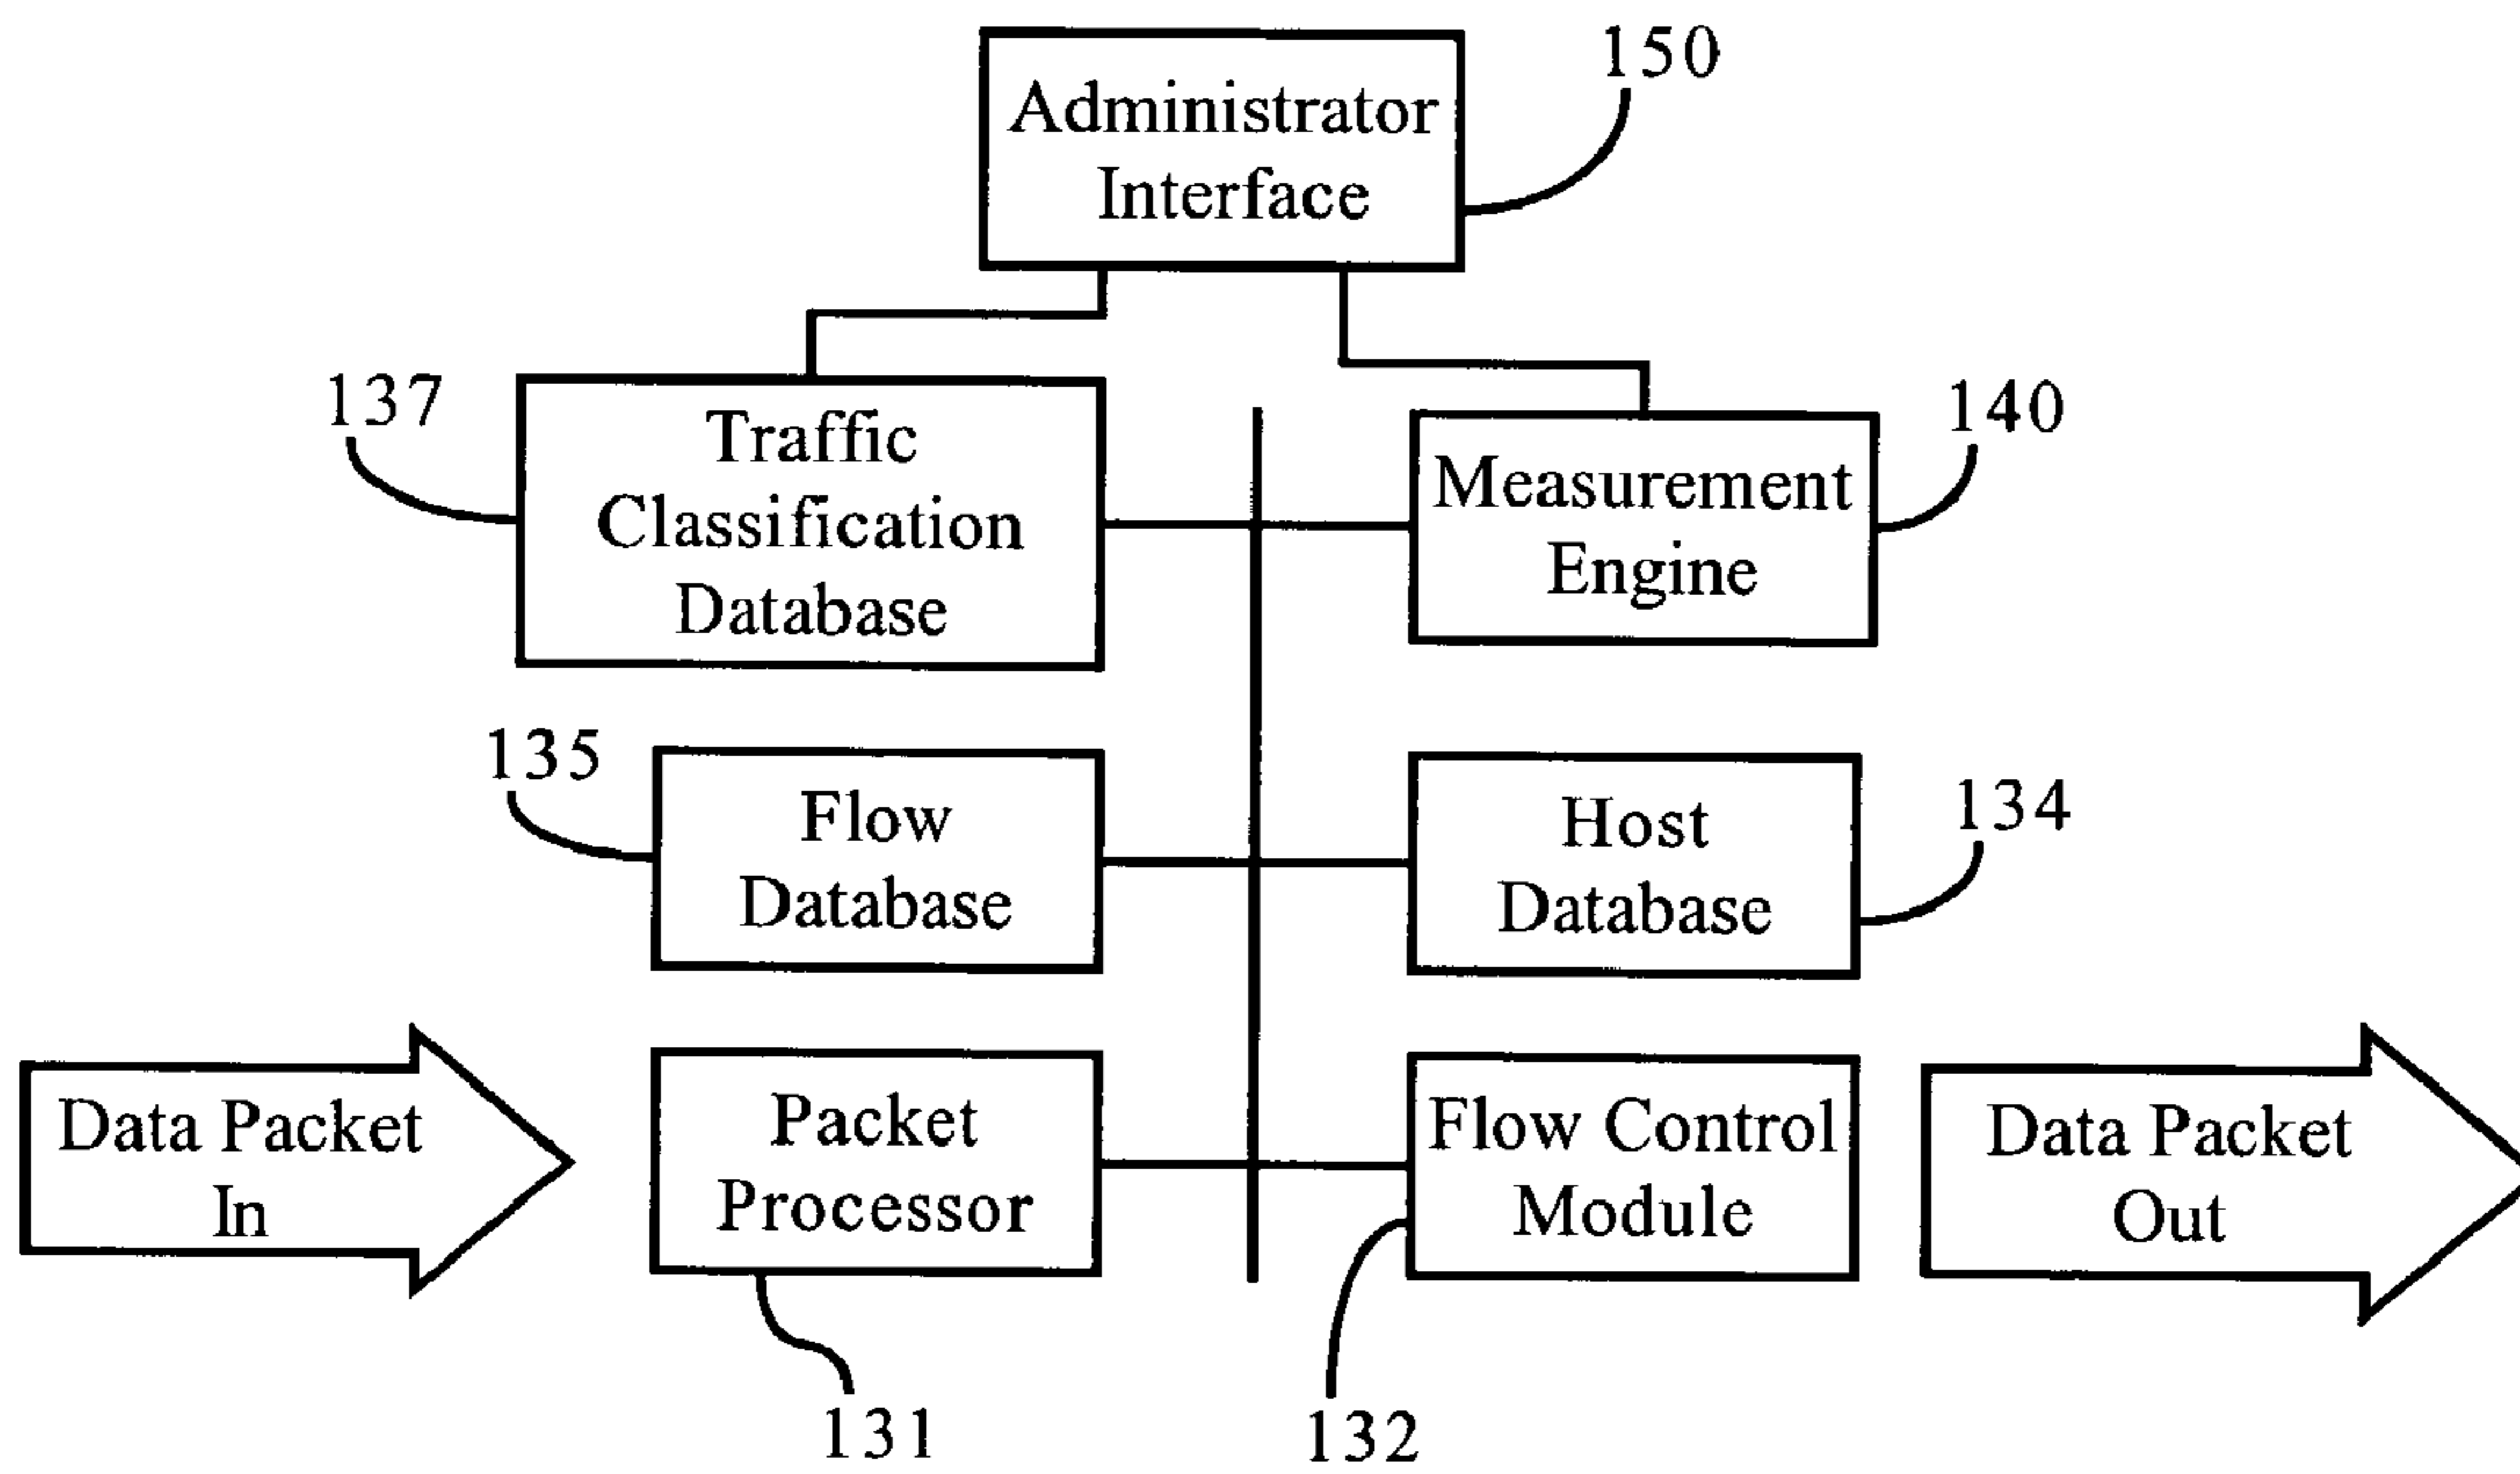 150
Administrator
Interface
137
Traffic
Classification
Database
140
Measurement
Engine
135
Flow
Database
134
Host
Database
Data Packet
In
Packet
Processor
Flow Control
Module
Data Packet
Out
131
132